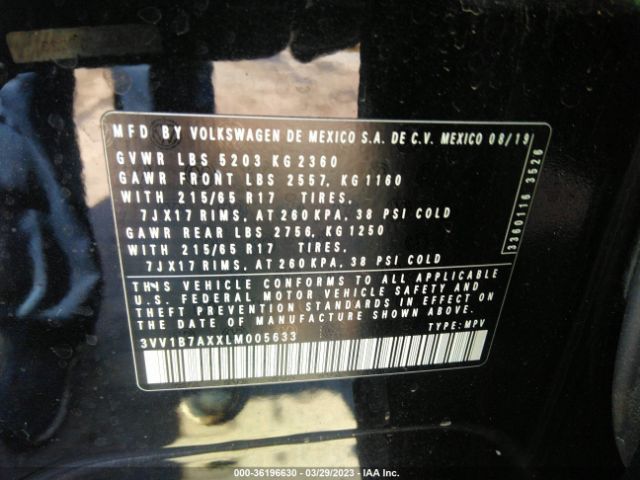 MFD BY VOLKSWAGEN DE MEXICO S.A. DE C.V. MEXICO 08/19
GVWR LBS 5203 KG 2360
GAWR FRONT LBS 2557, KG 1160
WITH 215/65 R17 TIRES,
7JX17 RIMS, AT 260 KPA, 38 PSI COLD
GAWR REAR LBS 2756, KG 1250
WITH 215/65 R17 TIRES,
7JX17 RIMS, AT 260 KPA, 38 PSI COLD
THIS VEHICLE CONFORMS TO ALL APPLICABLE
U.S. FEDERAL MOTOR VEHICLE SAFETY AND
THEFT PREVENTION STANDARDS IN EFFECT ON
THE DATE OF MANUFACTURE SHOWN ABOVE.
3VV1B7AXXLM005633 TYPE: MPV
3360116 3526
000-36196630 - 03/29/2023 - IAA Inc.